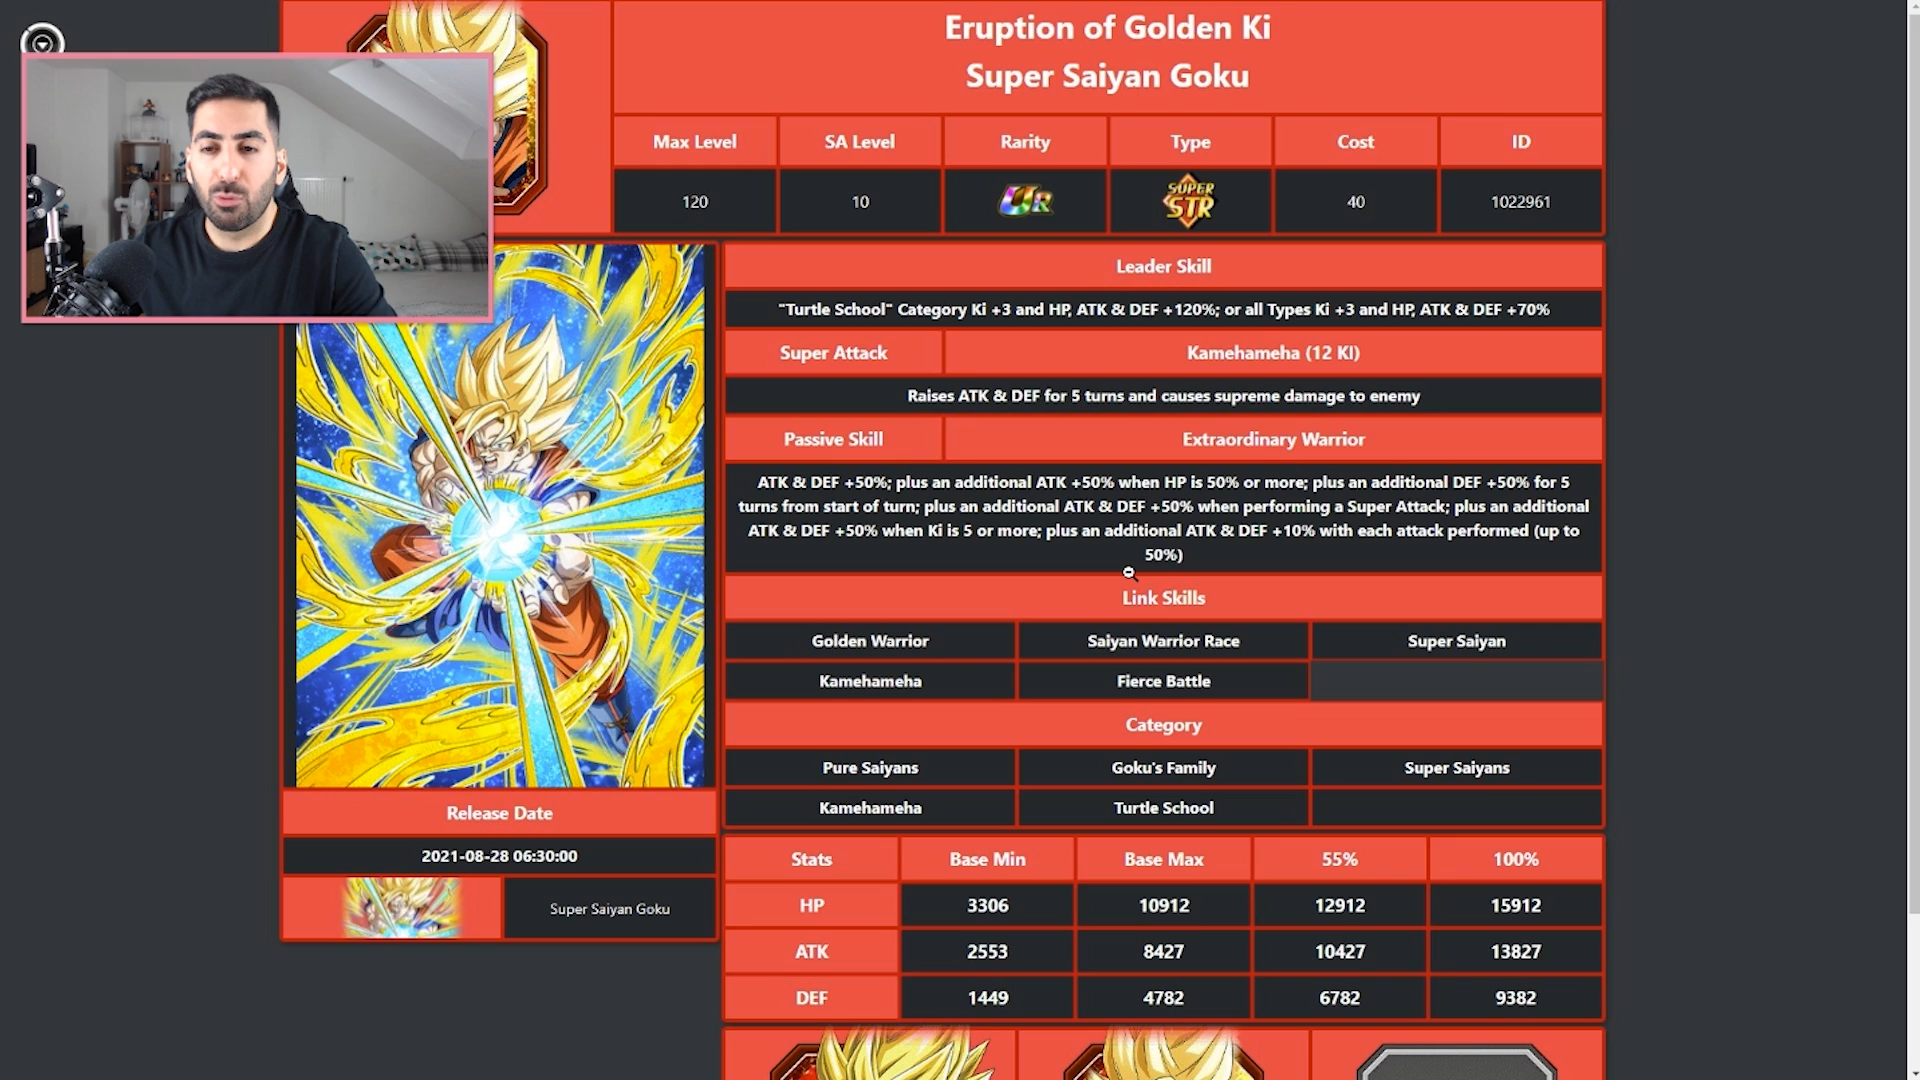 Eruption of Golden Ki
Super Saiyan Goku
Max Level SA Level Rarity Type Cost ID
120 10 UR SUPER STR 40 1022961
Leader Skill
"Turtle School" Category Ki +3 and HP, ATK & DEF +120%; or all Types Ki +3 and HP, ATK & DEF +70%
Super Attack Kamehameha (12 KI)
Raises ATK & DEF for 5 turns and causes supreme damage to enemy
Passive Skill Extraordinary Warrior
ATK & DEF +50%; plus an additional ATK +50% when HP is 50% or more; plus an additional DEF +50% for 5
turns from start of turn; plus an additional ATK & DEF +50% when performing a Super Attack; plus an additional
ATK & DEF +50% when Ki is 5 or more; plus an additional ATK & DEF +10% with each attack performed (up to
50%)
Link Skills
Golden Warrior Saiyan Warrior Race Super Saiyan
Kamehameha Fierce Battle
Category
Pure Saiyans Goku's Family Super Saiyans
Kamehameha Turtle School
Release Date
2021-08-28 06:30:00
Super Saiyan Goku
Stats Base Min Base Max 55% 100%
HP 3306 10912 12912 15912
ATK 2553 8427 10427 13827
DEF 1449 4782 6782 9382